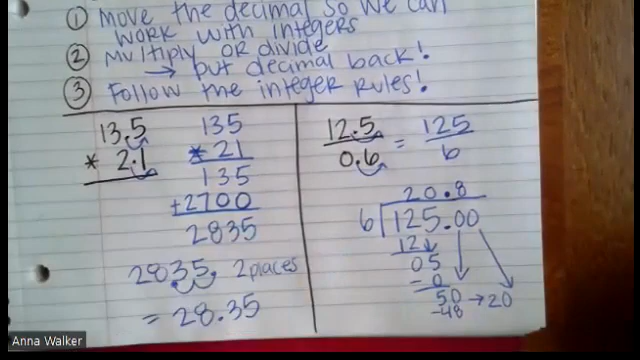 ① Move the decimal so we can
work with integers
② multiply or divide
→ put decimal back!
③ Follow the integer rules!
13.5
* 2.1
135
* 21
135
+2700
2835
2835 2 places
= 28.35
12.5 = 125
0.6 6
20.8
6 125.00
12
05
- 0
50 → 20
-48
Anna Walker